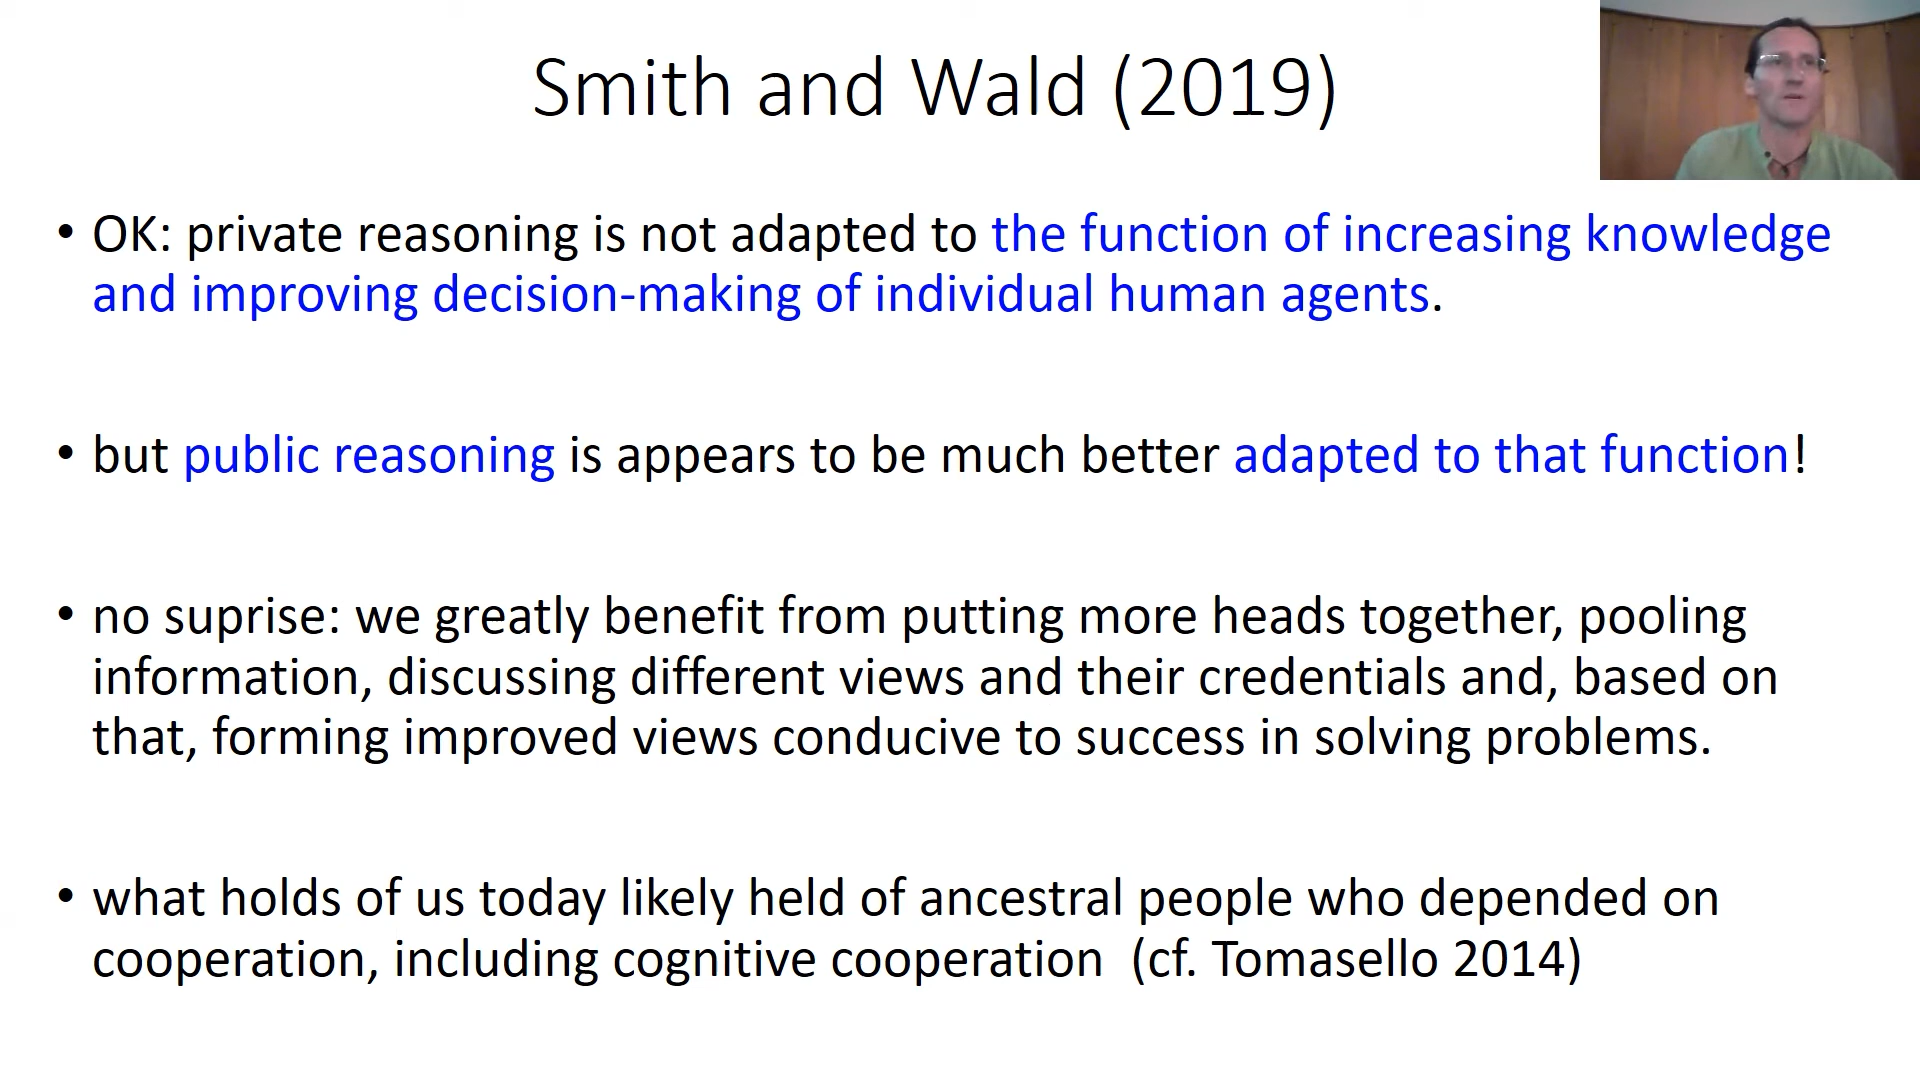 Smith and Wald (2019)
• OK: private reasoning is not adapted to the function of increasing knowledge
and improving decision-making of individual human agents.
• but public reasoning is appears to be much better adapted to that function!
• no suprise: we greatly benefit from putting more heads together, pooling
information, discussing different views and their credentials and, based on
that, forming improved views conducive to success in solving problems.
• what holds of us today likely held of ancestral people who depended on
cooperation, including cognitive cooperation  (cf. Tomasello 2014)